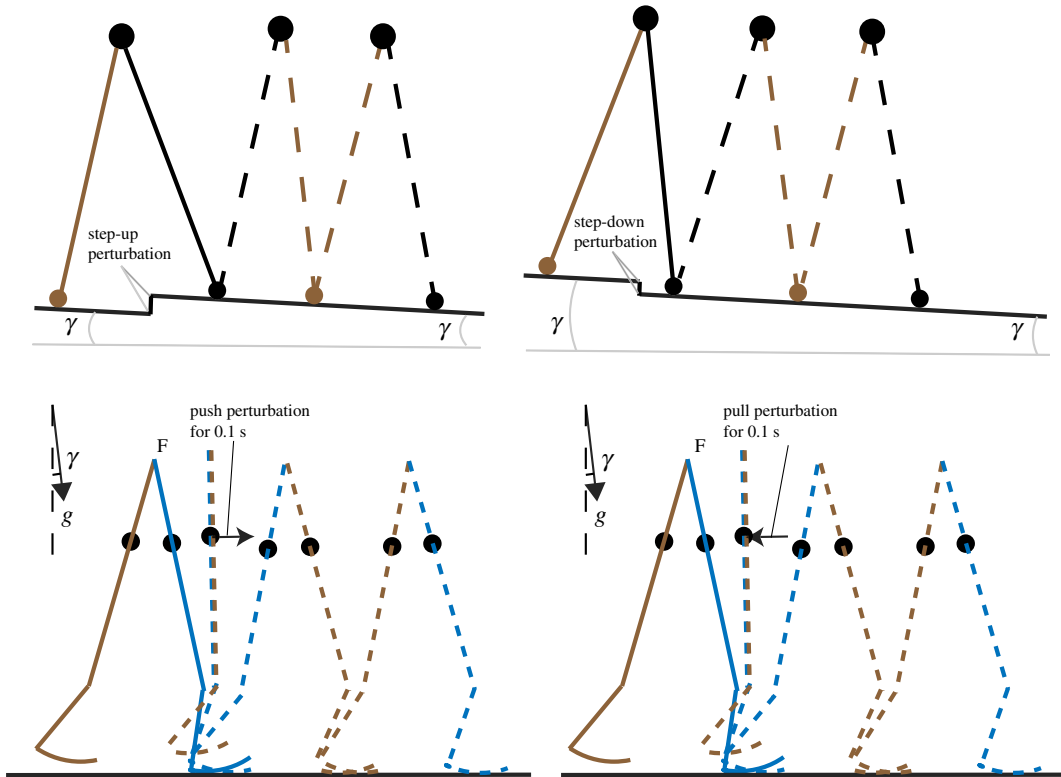 step-up
perturbation
γ
γ
step-down
perturbation
γ
γ
push perturbation
for 0.1 s
F
γ
g
pull perturbation
for 0.1 s
F
γ
g